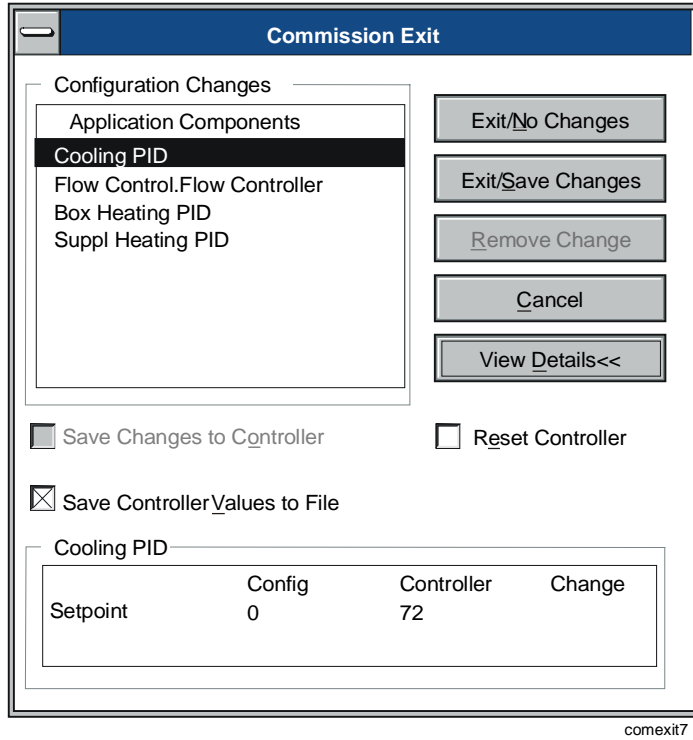 Commission Exit
Configuration Changes
Application Components
Cooling PID
Flow Control.Flow Controller
Box Heating PID
Suppl Heating PID
Exit/No Changes
Exit/Save Changes
Remove Change
Cancel
View Details<<
Save Changes to Controller
Reset Controller
Save Controller Values to File
Cooling PID
Config Controller Change
Setpoint 0 72
comexit7